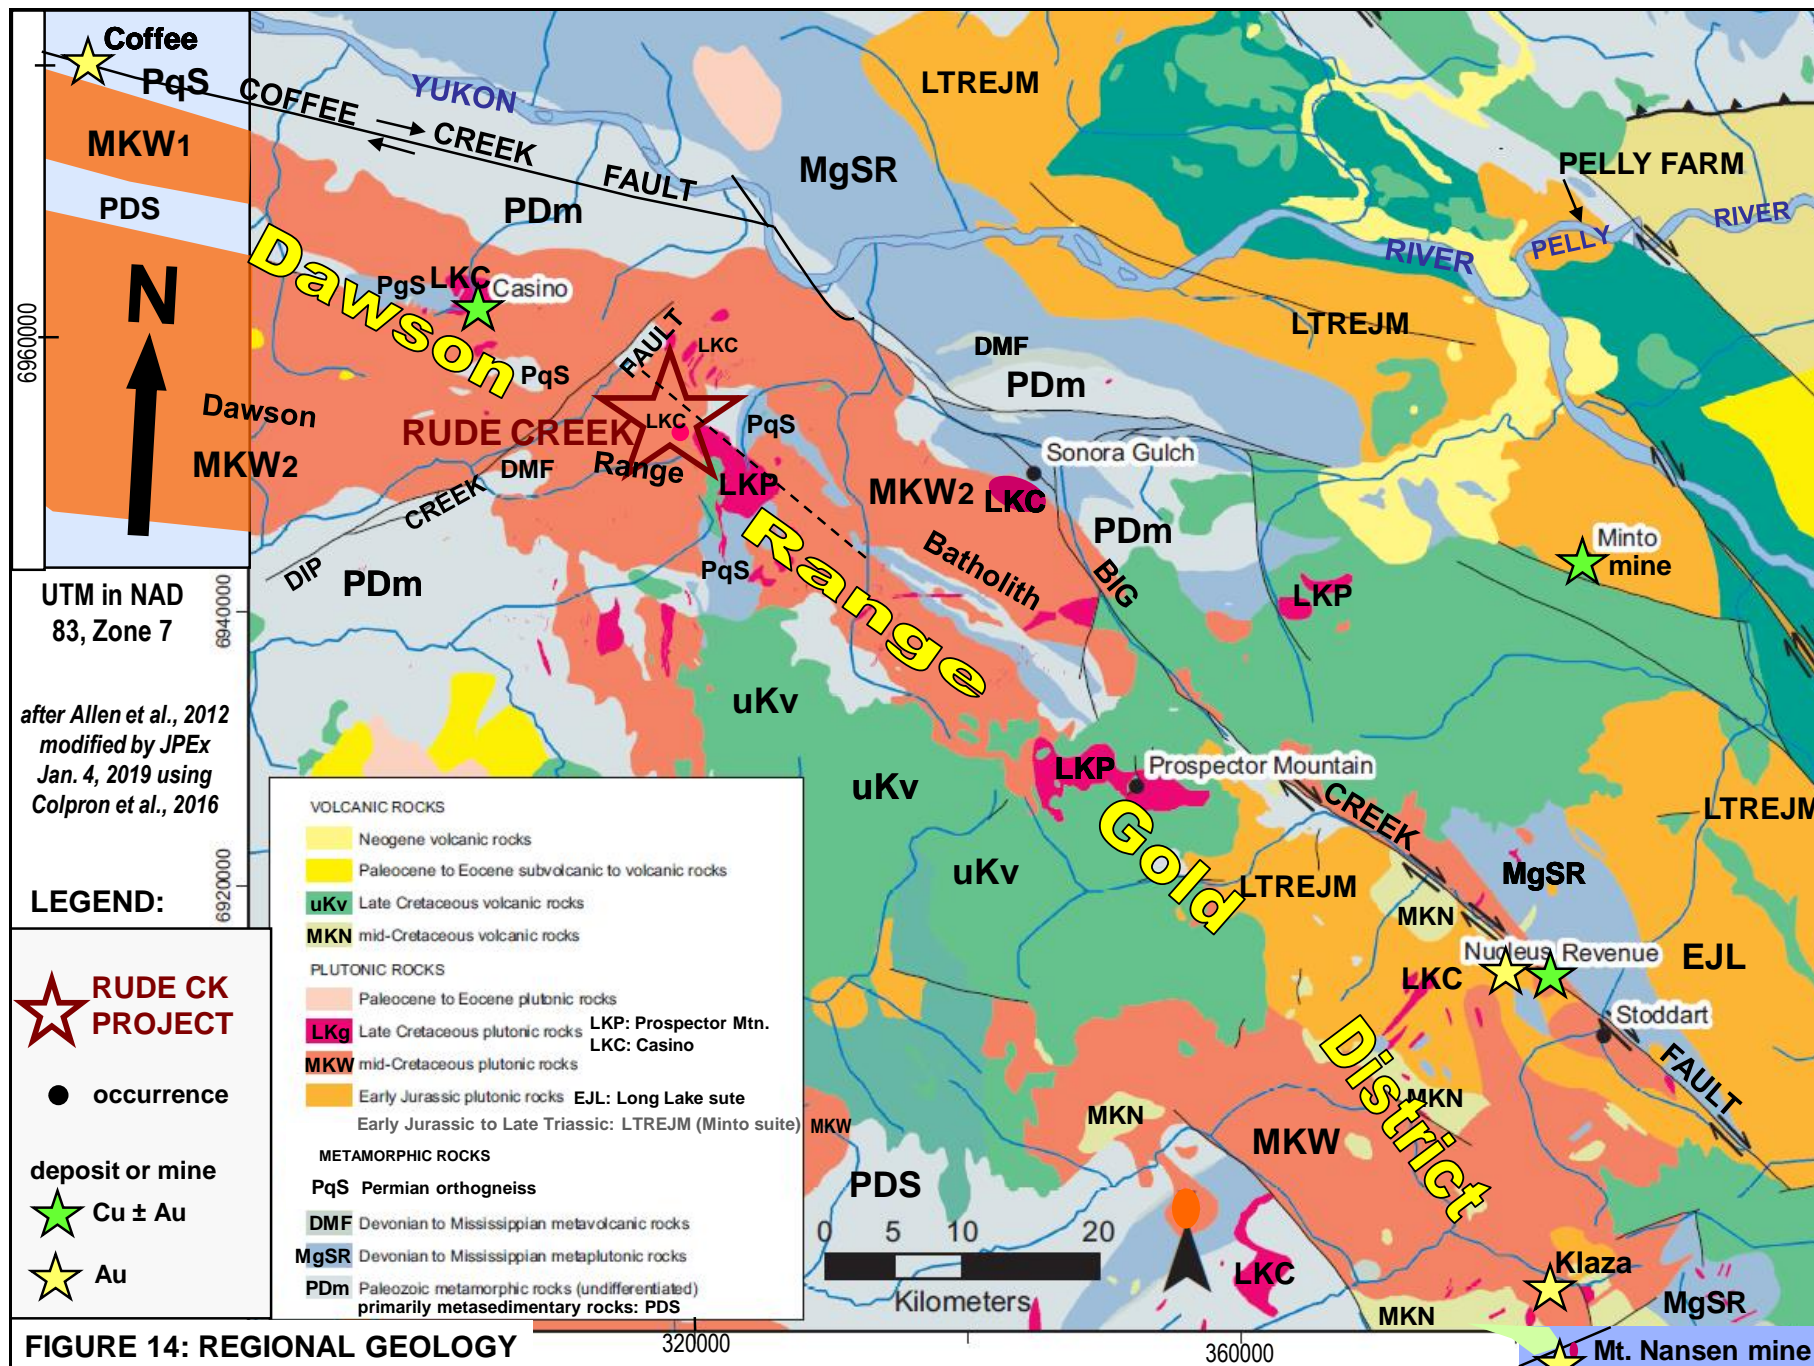 Coffee
PqS
COFFEE
CREEK
FAULT
YUKON
MKW1
PDS
PDm
MgSR
LTREJM
PELLY FARM
RIVER
PELLY
RIVER
Dawson
N
PgS
LKC
Casino
LTREJM
FAULT
LKC
DMF
PDm
PqS
6960000
Dawson
MKW2
RUDE CREEK
LKC
PqS
DMF
Range
LKP
MKW2
LKC
Sonora Gulch
PDm
CREEK
DIP
PDm
Range
PqS
Batholith
BIG
LKP
Minto
mine
UTM in NAD
83, Zone 7
6940000
after Allen et al., 2012
modified by JPEx
Jan. 4, 2019 using
Colpron et al., 2016
uKv
uKv
LKP
Prospector Mountain
CREEK
LTREJM
Gold
uKv
LTREJM
MgSR
MKN
Nucleus
Revenue
LKC
EJL
Stoddart
FAULT
District
MKN
MKN
MKW
MKW
PDS
LKC
Klaza
MgSR
MKN
Mt. Nansen mine
6920000
LEGEND:
RUDE CK
PROJECT
occurrence
deposit or mine
Cu ± Au
Au
VOLCANIC ROCKS
Neogene volcanic rocks
Paleocene to Eocene subvolcanic to volcanic rocks
uKv Late Cretaceous volcanic rocks
MKN mid-Cretaceous volcanic rocks
PLUTONIC ROCKS
Paleocene to Eocene plutonic rocks
LKg Late Cretaceous plutonic rocks LKP: Prospector Mtn.
LKC: Casino
MKW mid-Cretaceous plutonic rocks
Early Jurassic plutonic rocks EJL: Long Lake sute
Early Jurassic to Late Triassic: LTREJM (Minto suite)
METAMORPHIC ROCKS
PqS Permian orthogneiss
DMF Devonian to Mississippian metavolcanic rocks
MgSR Devonian to Mississippian metaplutonic rocks
PDm Paleozoic metamorphic rocks (undifferentiated)
primarily metasedimentary rocks: PDS
0 5 10 20
Kilometers
FIGURE 14: REGIONAL GEOLOGY
320000
360000